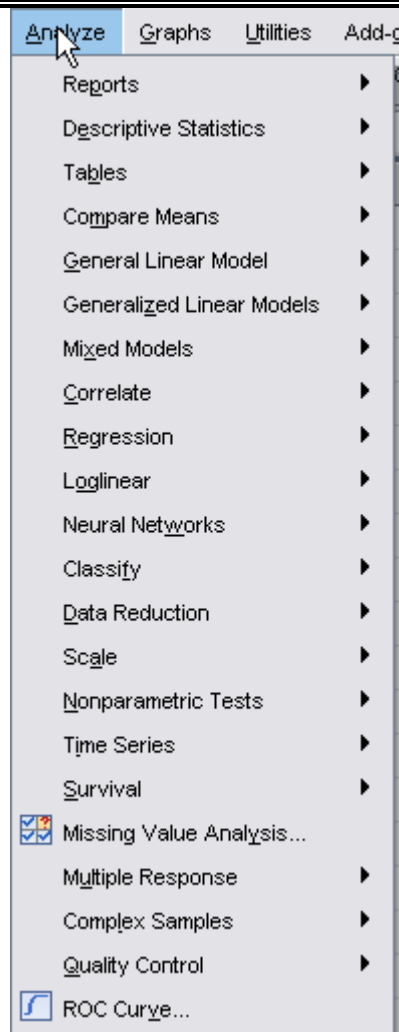 Analyze Graphs Utilities Add-g
Reports
Descriptive Statistics
Tables
Compare Means
General Linear Model
Generalized Linear Models
Mixed Models
Correlate
Regression
Loglinear
Neural Networks
Classify
Data Reduction
Scale
Nonparametric Tests
Time Series
Survival
Missing Value Analysis...
Multiple Response
Complex Samples
Quality Control
ROC Curve...